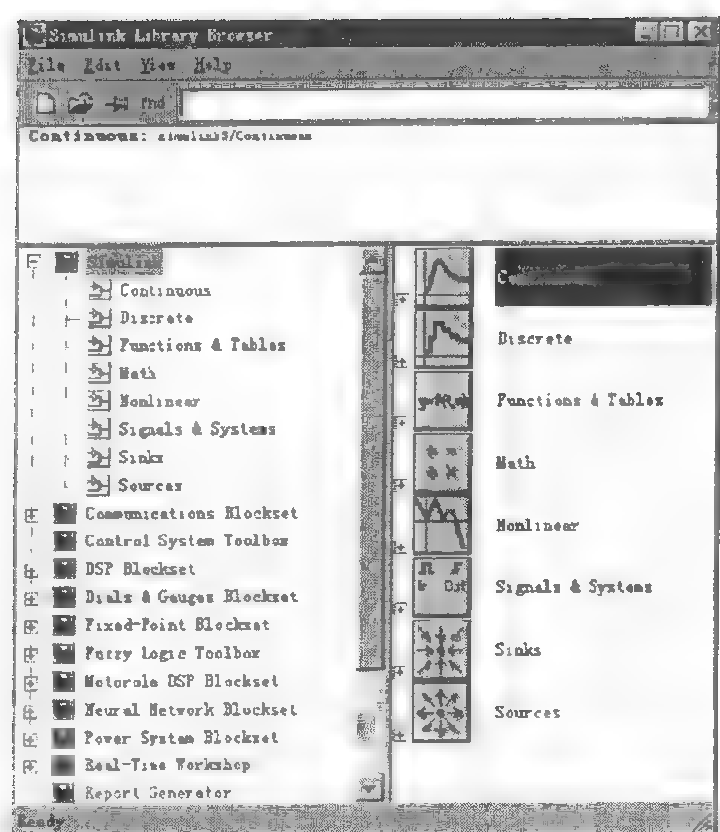 Simulink Library Browser
File Edit View Help
Find
Continuous: simulink3/Continuous
Simulink
Continuous
Discrete
Functions & Tables
Math
Nonlinear
Signals & Systems
Sinks
Sources
Communications Blockset
Control System Toolbox
DSP Blockset
Dials & Gauges Blockset
Fixed-Point Blockset
Fuzzy Logic Toolbox
Motorola DSP Blockset
Neural Network Blockset
Power System Blockset
Real-Time Workshop
Report Generator
Discrete
Functions & Tables
Math
Nonlinear
Signals & Systems
Sinks
Sources
Ready